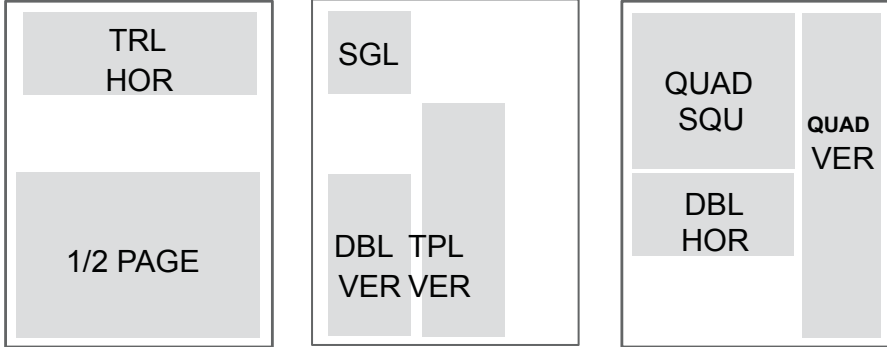 TRL
HOR
1/2 PAGE
SGL
DBL
VER
TPL
VER
QUAD
SQU
DBL
HOR
QUAD
VER